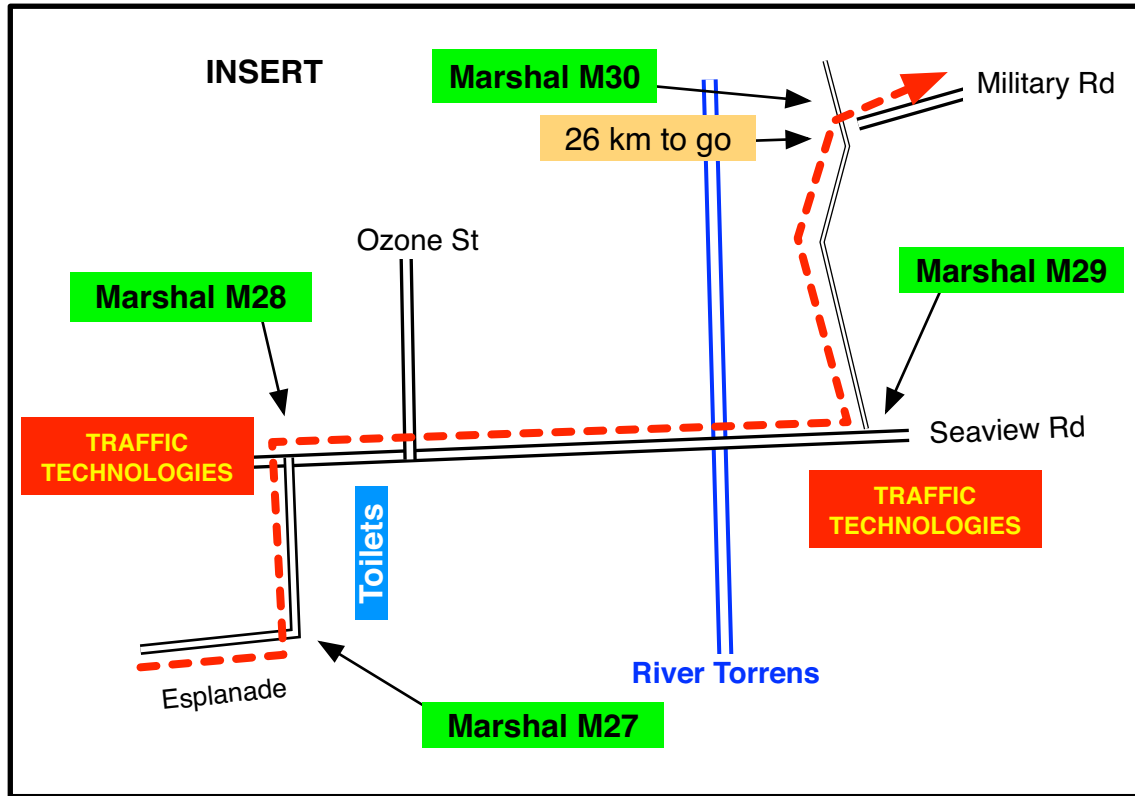 INSERT
Marshal M30
Military Rd
26 km to go
Ozone St
Marshal M28
Marshal M29
TRAFFIC
TECHNOLOGIES
Seaview Rd
TRAFFIC
TECHNOLOGIES
Toilets
Esplanade
River Torrens
Marshal M27